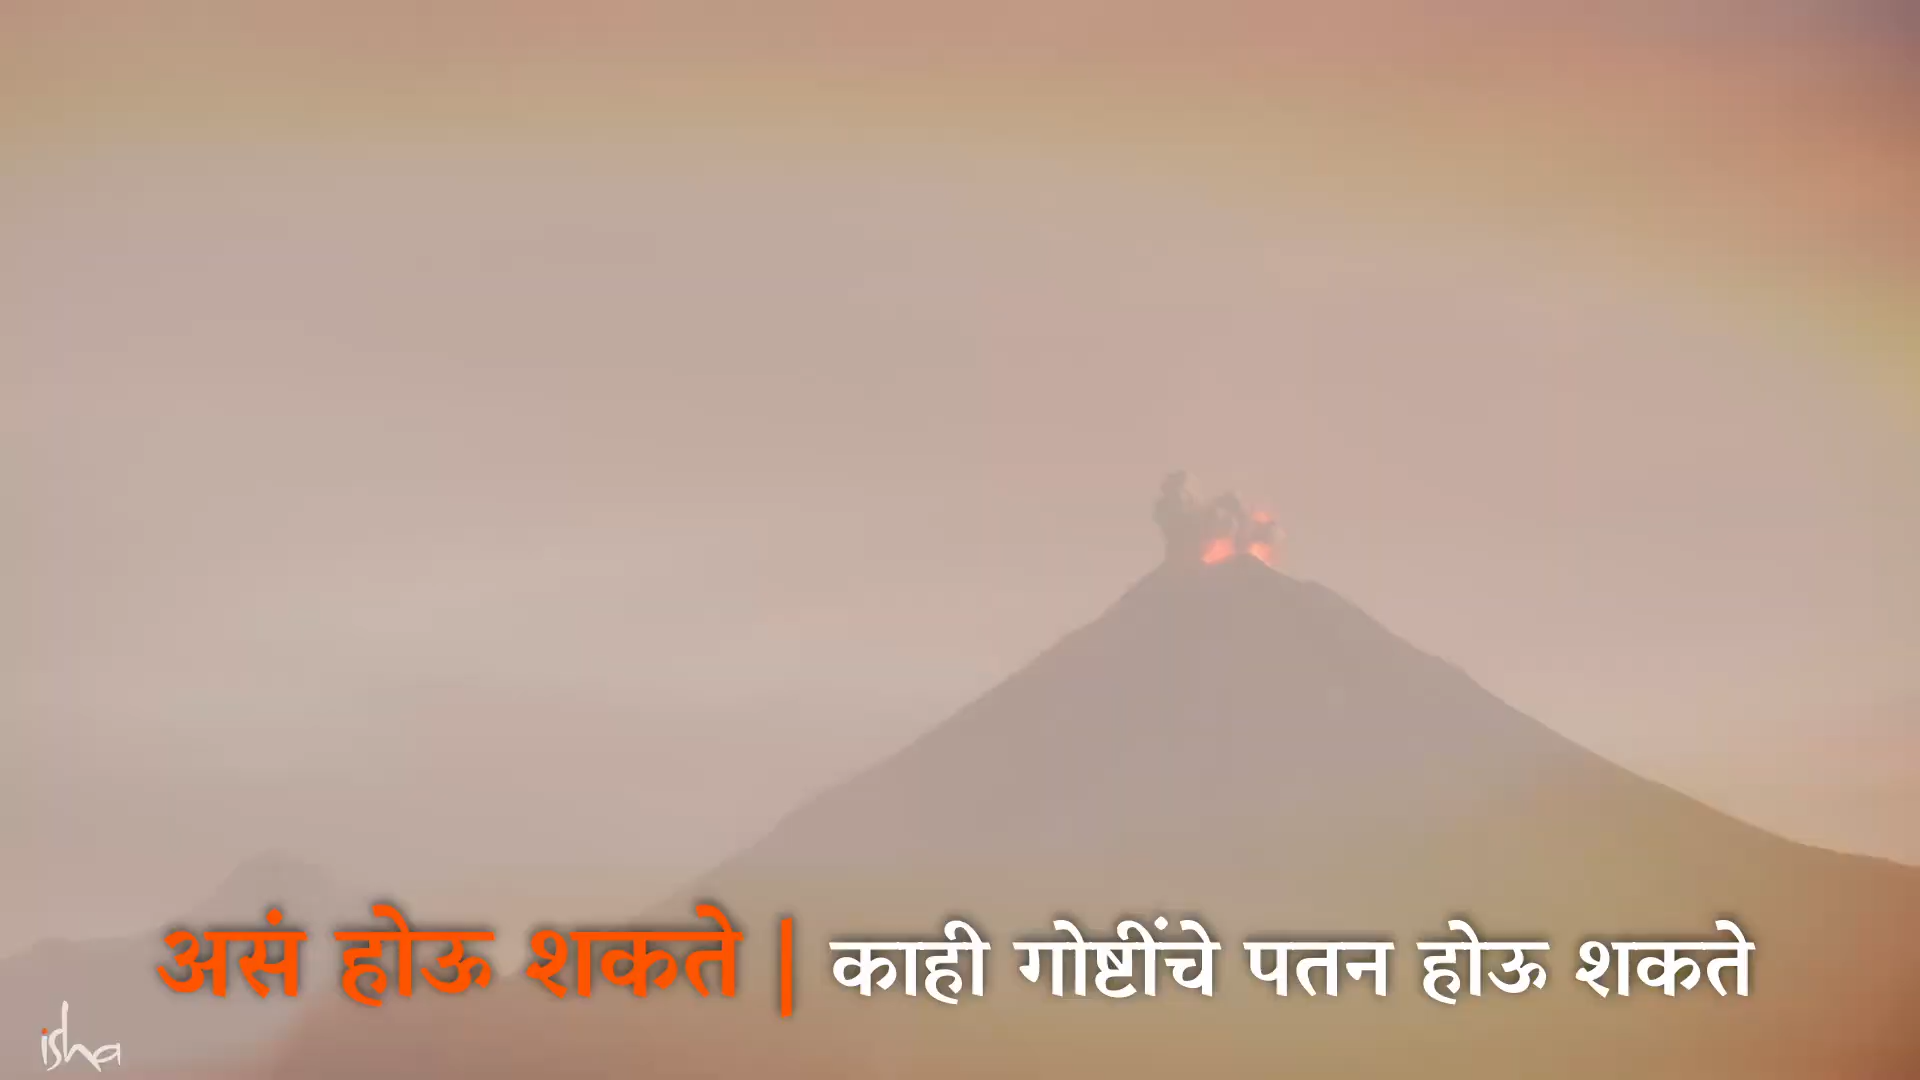 असं होऊ शकते | काही गोष्टींचे पतन होऊ शकते
isha